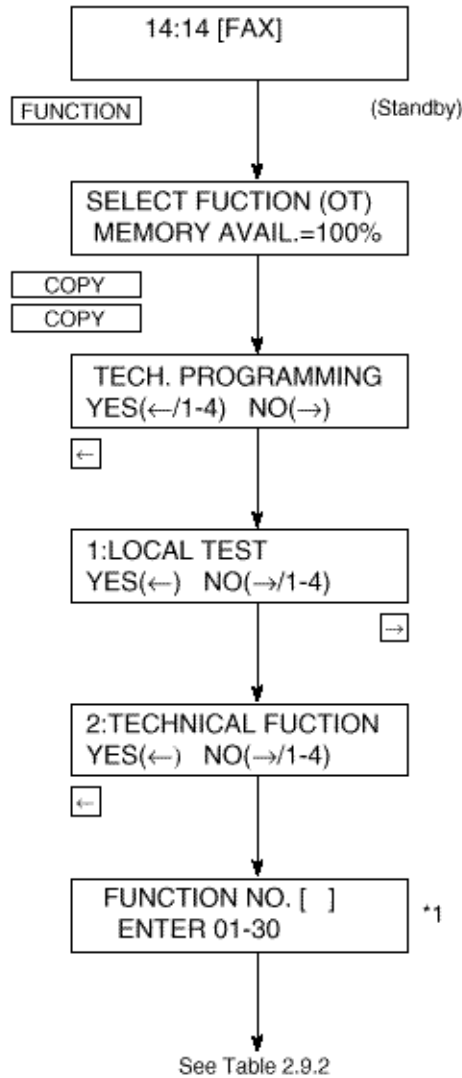 14:14 [FAX]
FUNCTION
(Standby)
SELECT FUCTION (OT)
MEMORY AVAIL.=100%
COPY
COPY
TECH. PROGRAMMING
YES(←/1-4) NO(→)
←
1:LOCAL TEST
YES(←) NO(→/1-4)
→
2:TECHNICAL FUCTION
YES(←) NO(→/1-4)
←
FUNCTION NO. [ ]
ENTER 01-30
*1
See Table 2.9.2